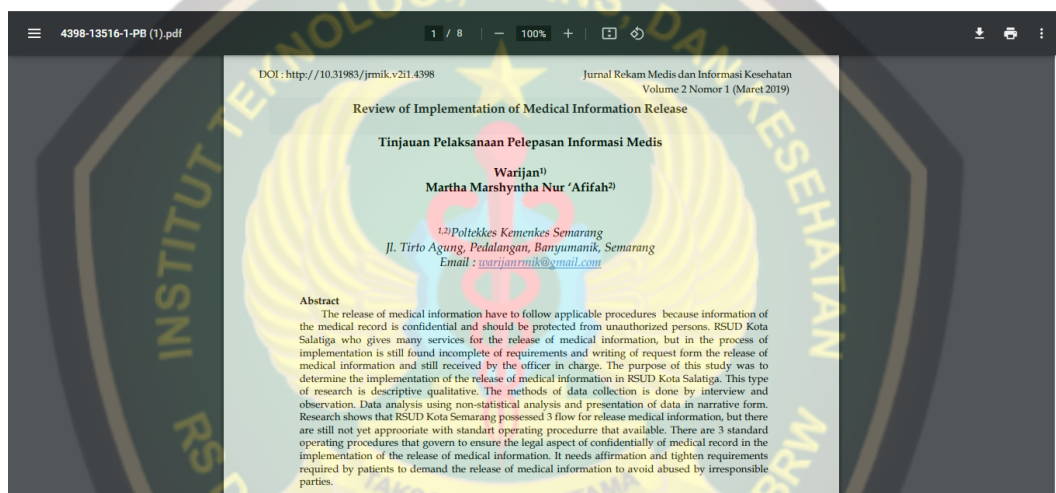 4398-13516-1-PB (1).pdf
1 / 8
100%
DOI : http://10.31983/jrmik.v2i1.4398
Jurnal Rekam Medis dan Informasi Kesehatan
Volume 2 Nomor 1 (Maret 2019)
Review of Implementation of Medical Information Release
Tinjauan Pelaksanaan Pelepasan Informasi Medis
Warijan1)
Martha Marshyntha Nur ‘Afifah2)
1,2)Poltekkes Kemenkes Semarang
Jl. Tirto Agung, Pedalangan, Banyumanik, Semarang
Email : warijanrmik@gmail.com
Abstract
The release of medical information have to follow applicable procedures because information of
the medical record is confidential and should be protected from unauthorized persons. RSUD Kota
Salatiga who gives many services for the release of medical information, but in the process of
implementation is still found incomplete of requirements and writing of request form the release of
medical information and still received by the officer in charge. The purpose of this study was to
determine the implementation of the release of medical information in RSUD Kota Salatiga. This type
of research is descriptive qualitative. The methods of data collection is done by interview and
observation. Data analysis using non-statistical analysis and presentation of data in narrative form.
Research shows that RSUD Kota Semarang possessed 3 flow for release medical information, but there
are still not yet approoriate with standart operating procedurre that available. There are 3 standard
operating procedures that govern to ensure the legal aspect of confidentially of medical record in the
implementation of the release of medical information. It needs affirmation and tighten requirements
required by patients to demand the release of medical information to avoid abused by irresponsible
parties.
INSTITUT TEKNOLOGI, SAINS, DAN KESEHATAN
RS D
BRW